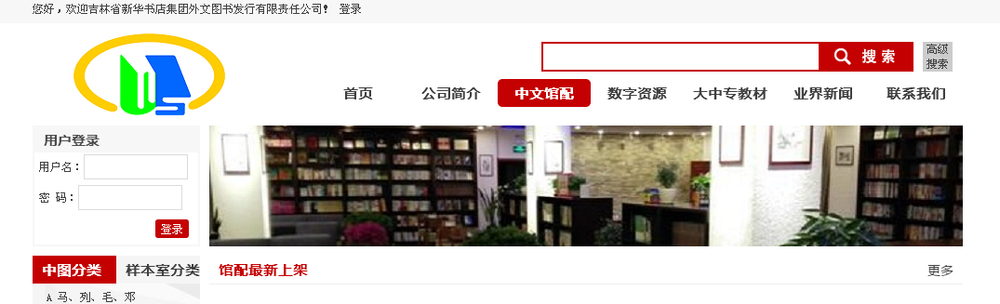 您好，欢迎吉林省新华书店集团外文图书发行有限责任公司！ 登录
搜 索
高级
搜索
首页 公司简介 中文馆配 数字资源 大中专教材 业界新闻 联系我们
用户登录
用户名：
密 码：
登录
中图分类 样本室分类
馆配最新上架 更多
A 马、列、毛、邓